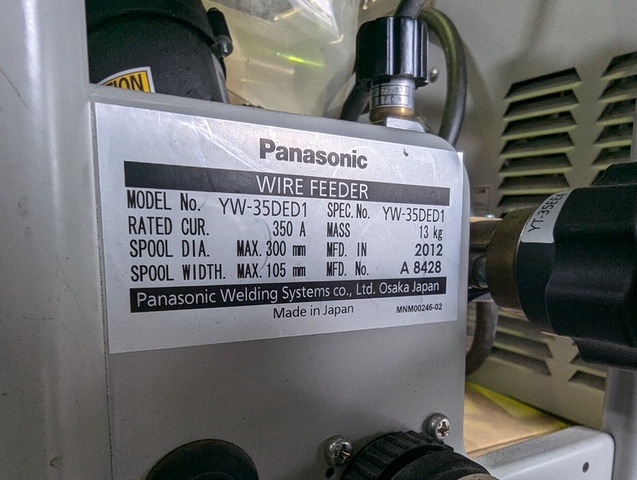 TION
Panasonic
WIRE FEEDER
MODEL No. YW-35DED1 SPEC. No. YW-35DED1
RATED CUR. 350 A MASS 13 kg
SPOOL DIA. MAX. 300 mm MFD. IN 2012
SPOOL WIDTH. MAX. 105 mm MFD. No. A 8428
Panasonic Welding Systems co., Ltd. Osaka Japan
Made in Japan MNM00246-02